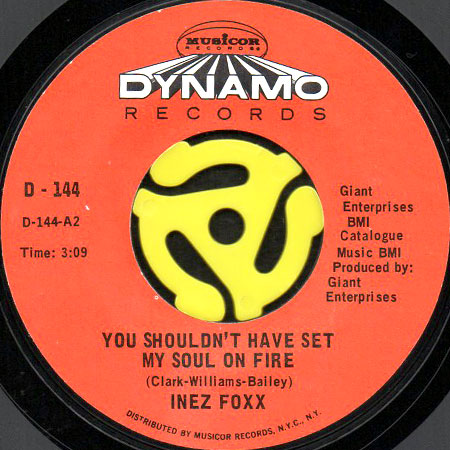 MUSICOR
RECORDS
DYNAMO
RECORDS
D - 144
D-144-A2
Time: 3:09
Giant
Enterprises
BMI
Catalogue
Music BMI
Produced by:
Giant
Enterprises
YOU SHOULDN'T HAVE SET
MY SOUL ON FIRE
(Clark-Williams-Bailey)
INEZ FOXX
DISTRIBUTED BY MUSICOR RECORDS, N.Y.C., N.Y.